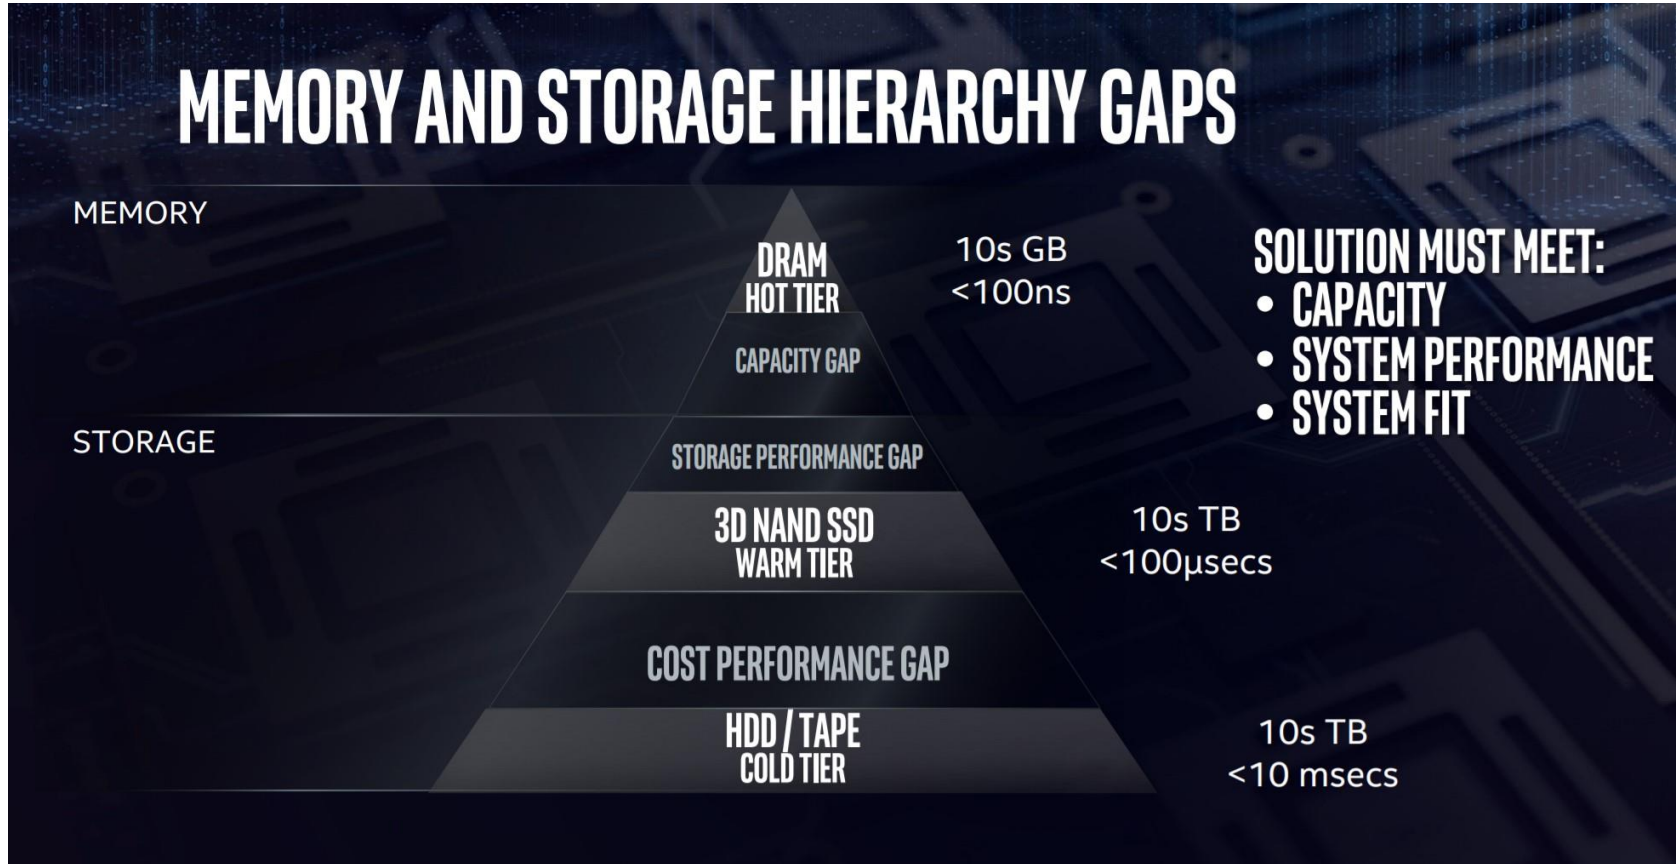 MEMORY AND STORAGE HIERARCHY GAPS
MEMORY
DRAM
HOT TIER
10s GB
<100ns
CAPACITY GAP
SOLUTION MUST MEET:
• CAPACITY
• SYSTEM PERFORMANCE
• SYSTEM FIT
STORAGE
STORAGE PERFORMANCE GAP
3D NAND SSD
WARM TIER
10s TB
<100µsecs
COST PERFORMANCE GAP
HDD / TAPE
COLD TIER
10s TB
<10 msecs